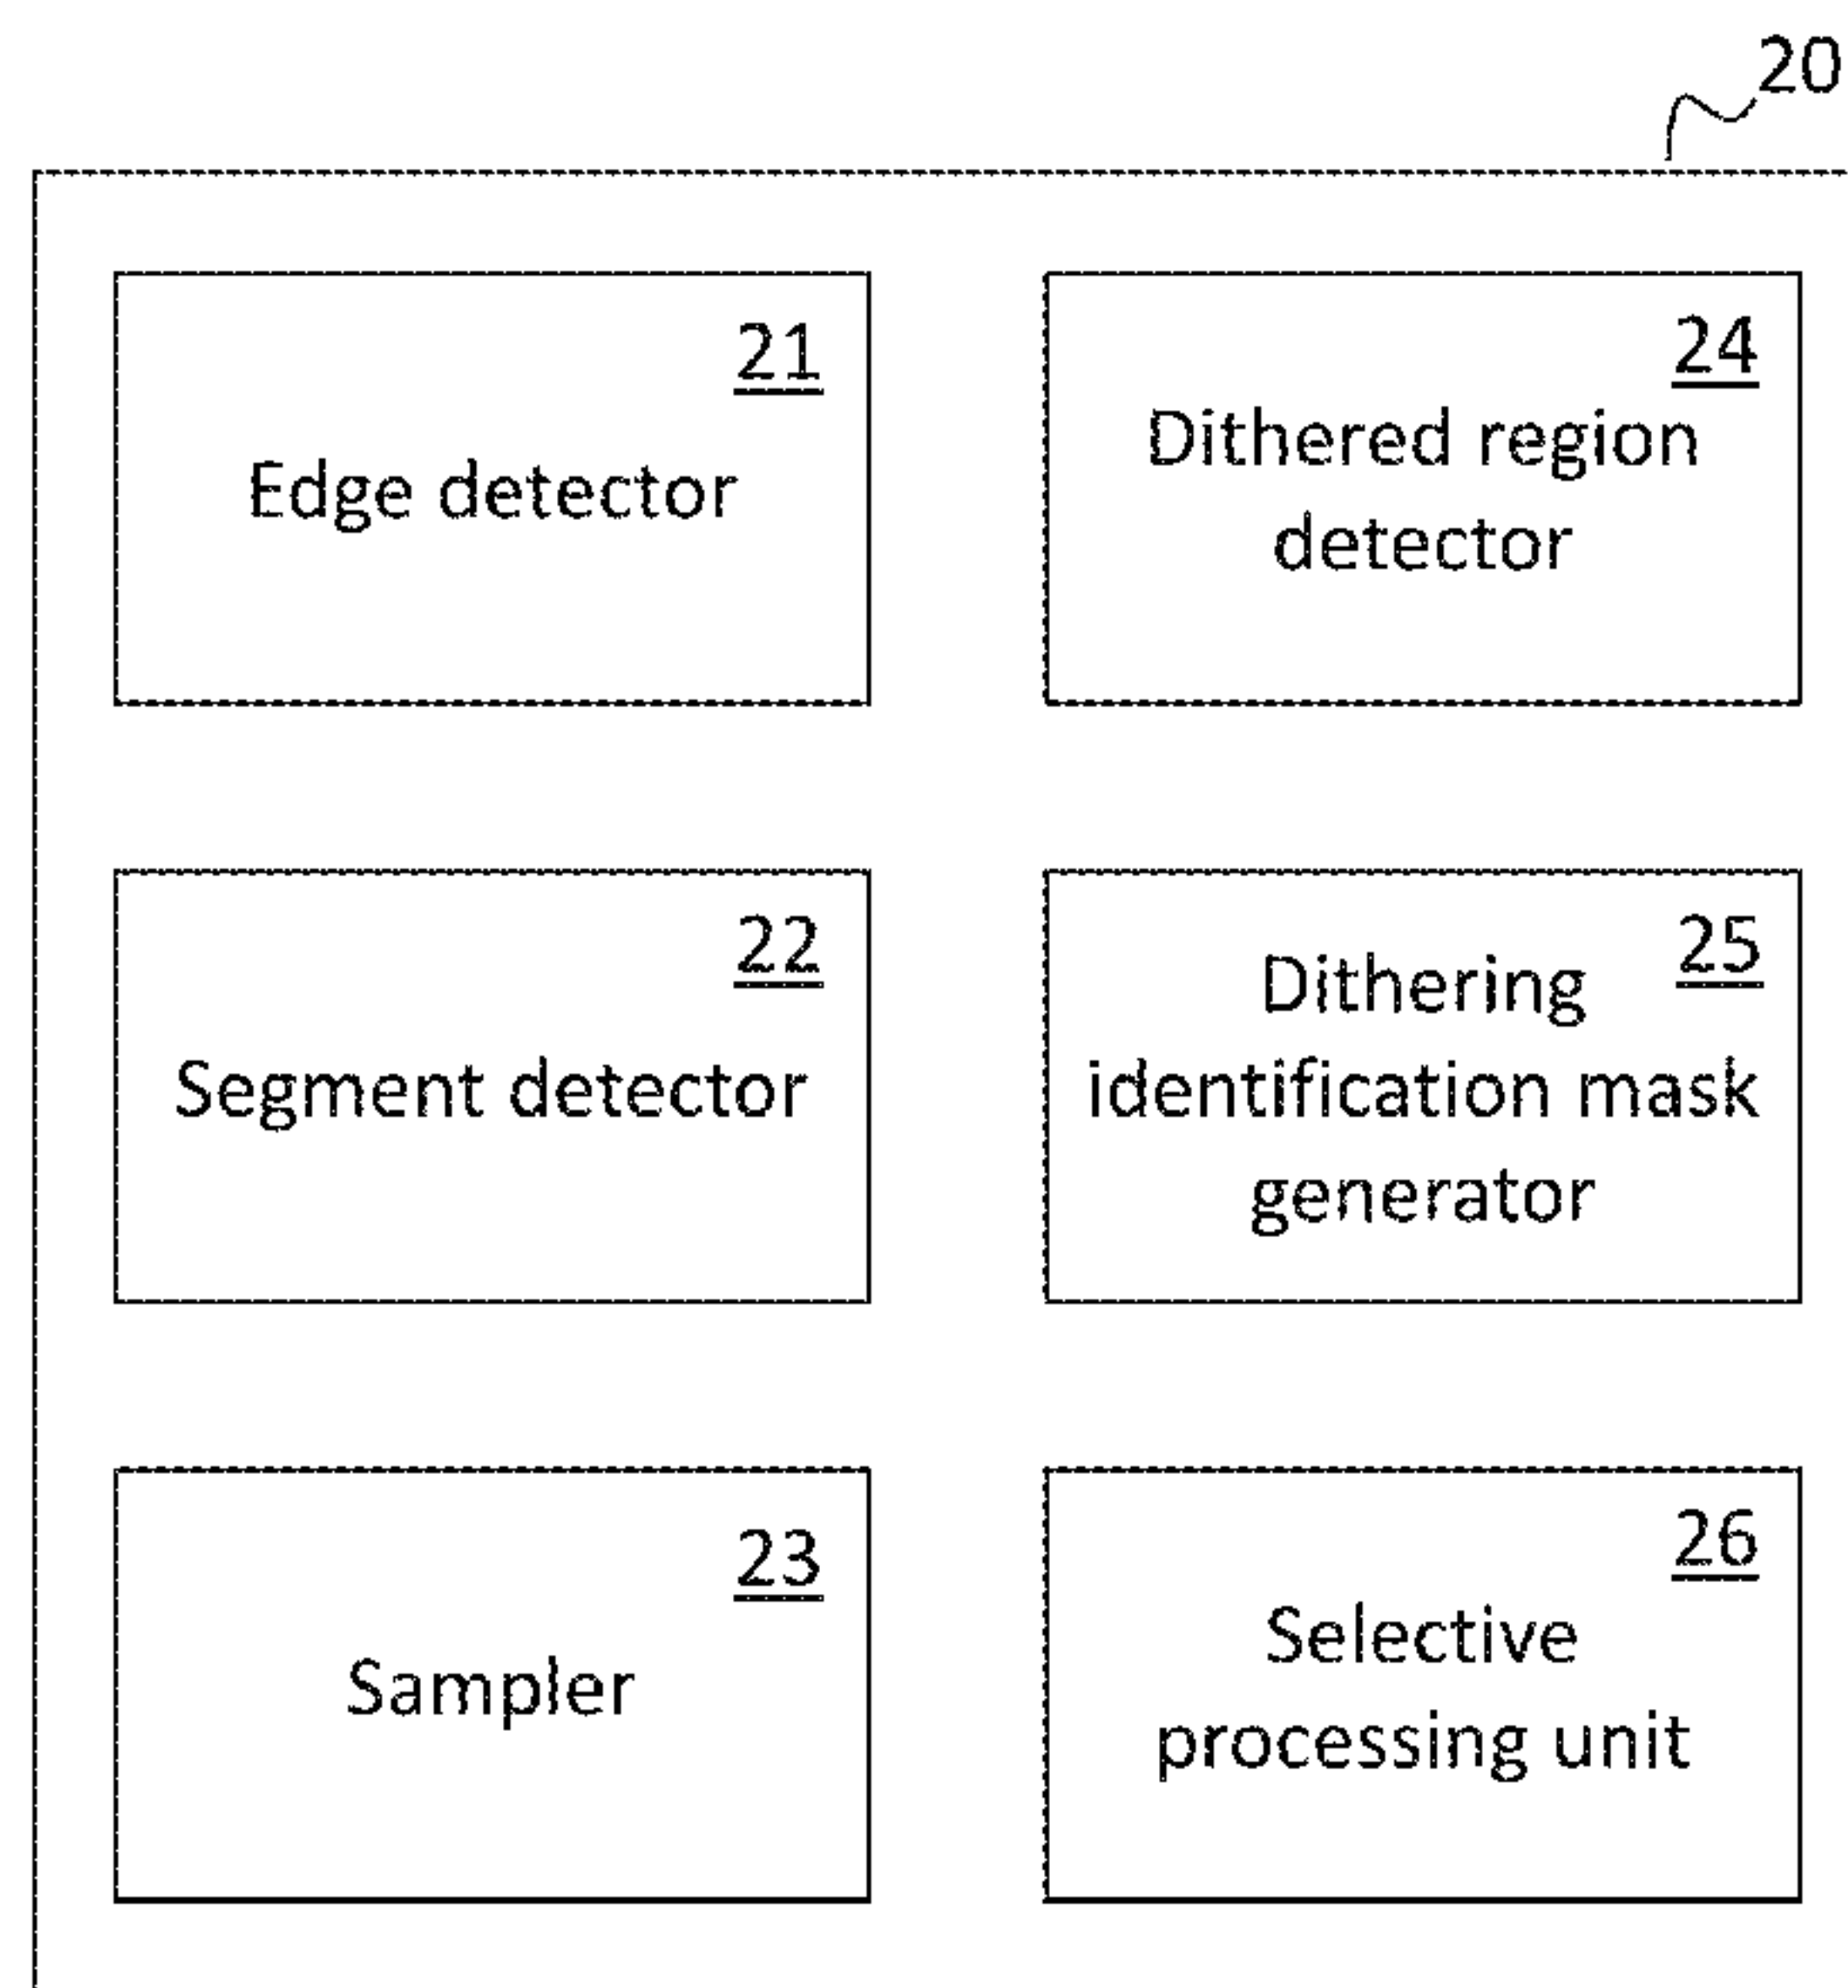 20
21
Edge detector
24
Dithered region
detector
22
Segment detector
25
Dithering
identification mask
generator
23
Sampler
26
Selective
processing unit